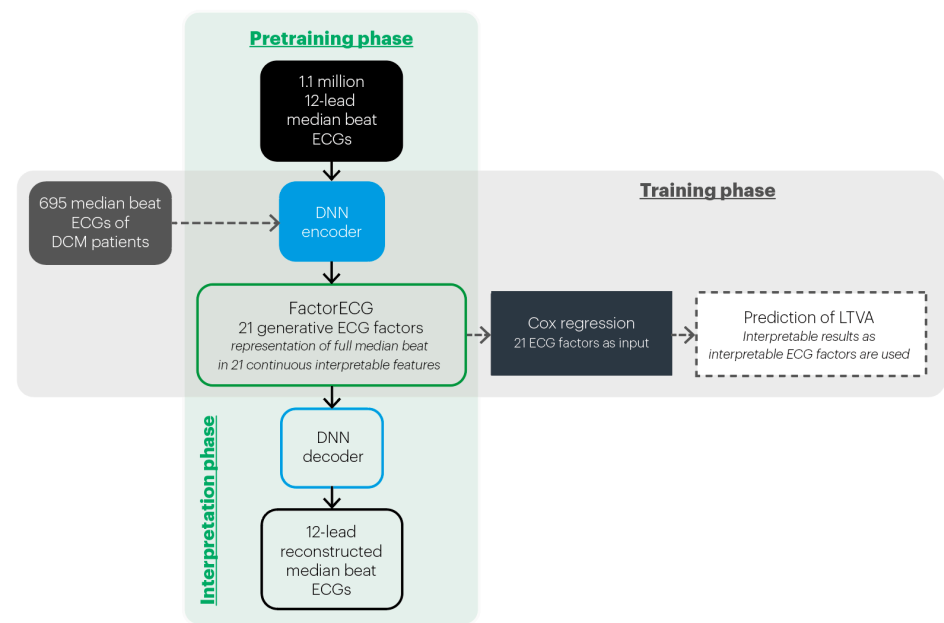 Pretraining phase
1.1 million
12-lead
median beat
ECGs
Training phase
695 median beat
ECGs of
DCM patients
DNN
encoder
FactorECG
21 generative ECG factors
representation of full median beat
in 21 continuous interpretable features
Cox regression
21 ECG factors as input
Prediction of LTVA
Interpretable results as
interpretable ECG factors are used
Interpretation phase
DNN
decoder
12-lead
reconstructed
median beat
ECGs